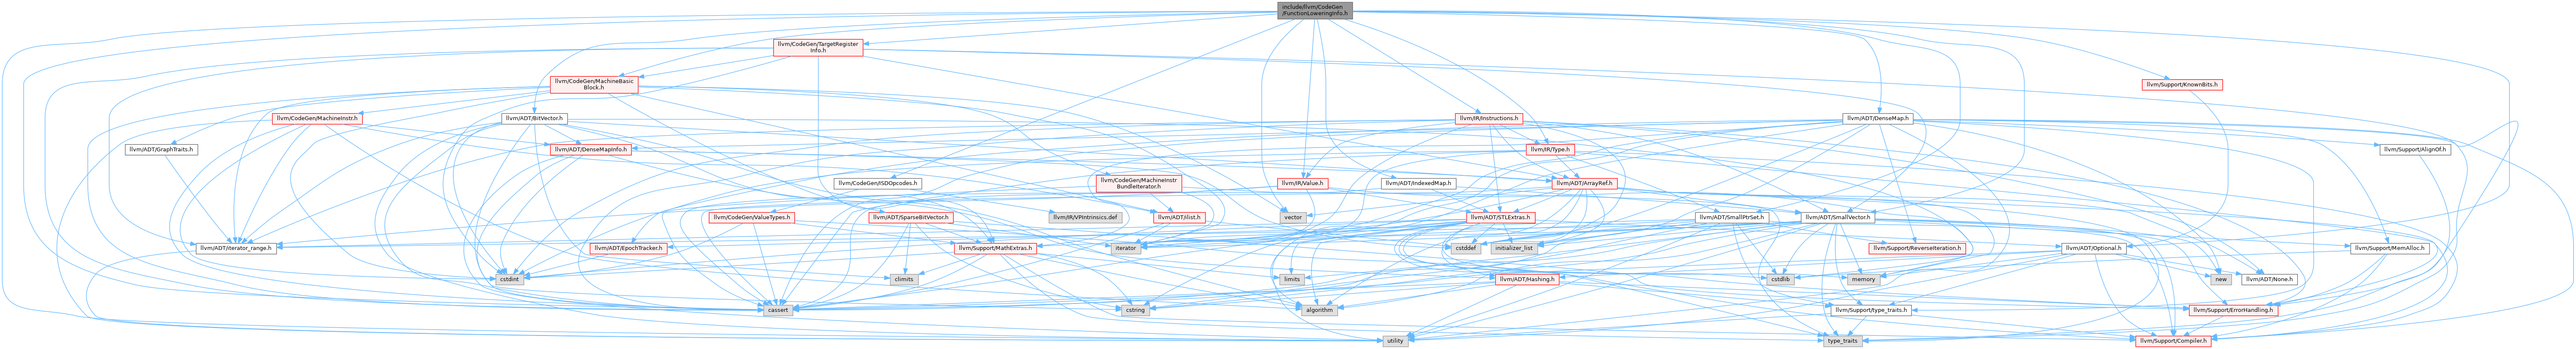 include/llvm/CodeGen
/FunctionLoweringInfo.h
llvm/CodeGen/TargetRegister
Info.h
llvm/CodeGen/MachineBasic
Block.h
llvm/Support/KnownBits.h
llvm/CodeGen/MachineInstr.h
llvm/ADT/BitVector.h
llvm/IR/Instructions.h
llvm/ADT/DenseMap.h
llvm/ADT/GraphTraits.h
llvm/ADT/DenseMapInfo.h
llvm/IR/Type.h
llvm/Support/AlignOf.h
llvm/CodeGen/ISDOpcodes.h
llvm/CodeGen/MachineInstr
BundleIterator.h
llvm/IR/Value.h
llvm/ADT/IndexedMap.h
llvm/ADT/ArrayRef.h
llvm/CodeGen/ValueTypes.h
llvm/ADT/SparseBitVector.h
llvm/IR/VPIntrinsics.def
llvm/ADT/ilist.h
vector
llvm/ADT/STLExtras.h
llvm/ADT/SmallPtrSet.h
llvm/ADT/SmallVector.h
llvm/ADT/iterator_range.h
llvm/ADT/EpochTracker.h
llvm/Support/MathExtras.h
iterator
cstddef
initializer_list
llvm/Support/ReverseIteration.h
llvm/ADT/Optional.h
llvm/Support/MemAlloc.h
cstdint
climits
limits
llvm/ADT/Hashing.h
cstdlib
memory
new
llvm/ADT/None.h
cassert
cstring
algorithm
llvm/Support/type_traits.h
llvm/Support/ErrorHandling.h
utility
type_traits
llvm/Support/Compiler.h